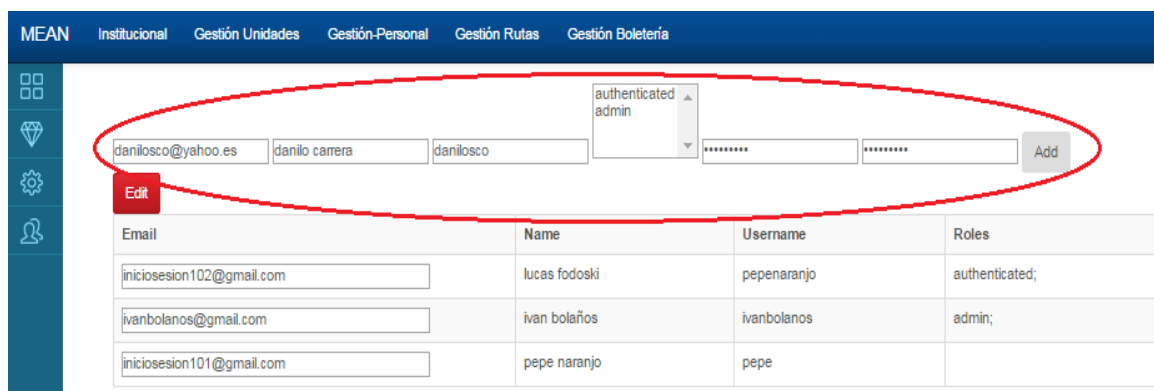 MEAN Institucional Gestión Unidades Gestión-Personal Gestión Rutas Gestión Boletería
authenticated
admin
danilosco@yahoo.es danilo carrera danilosco ••••••••• ••••••••• Add
Edit
Email Name Username Roles
iniciosesion102@gmail.com lucas fodoski pepenaranjo authenticated;
ivanbolanos@gmail.com ivan bolaños ivanbolanos admin;
iniciosesion101@gmail.com pepe naranjo pepe